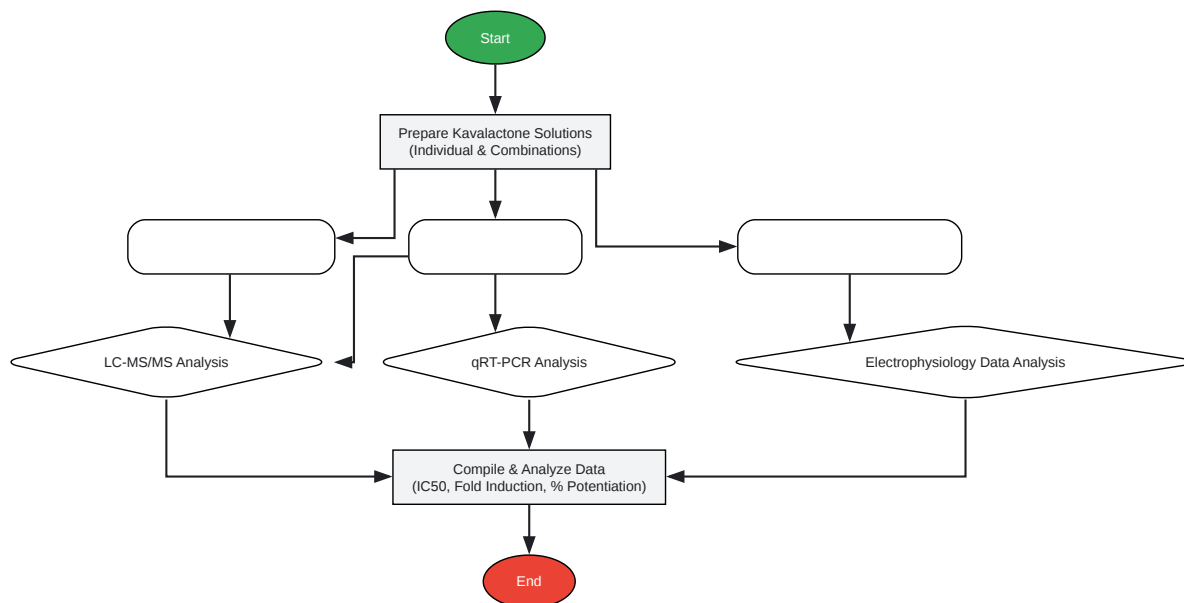 Start
Prepare Kavalactone Solutions
(Individual & Combinations)
LC-MS/MS Analysis
qRT-PCR Analysis
Electrophysiology Data Analysis
Compile & Analyze Data
(IC50, Fold Induction, % Potentiation)
End